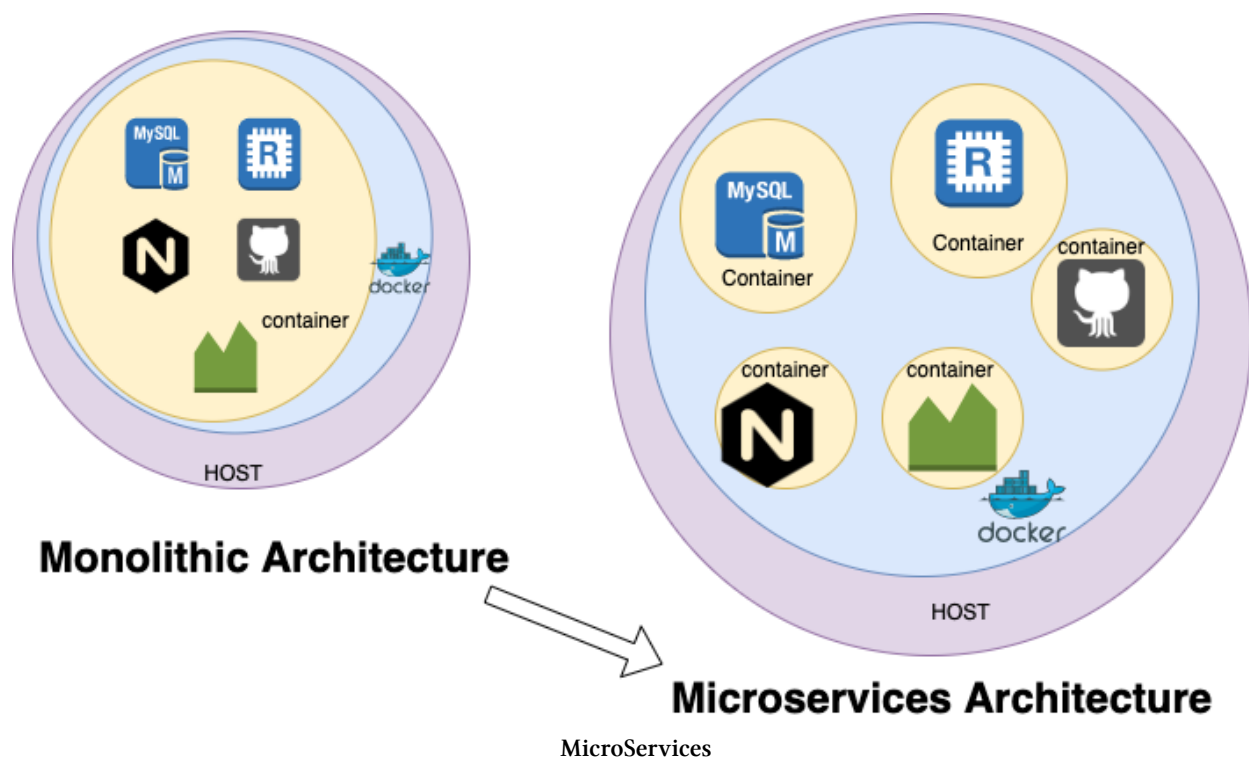 MySQL
M
R
N
docker
container
HOST
Monolithic Architecture
MySQL
M
Container
R
Container
container
container
N
container
docker
HOST
Microservices Architecture
MicroServices